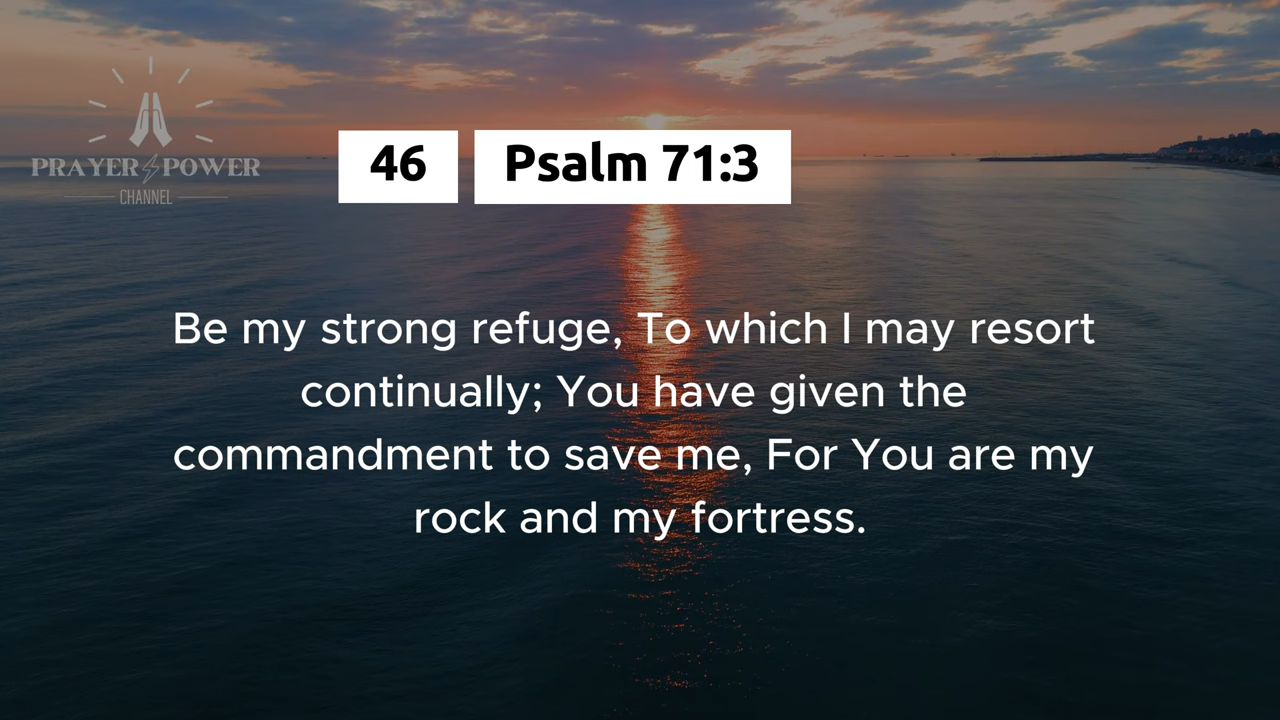 PRAYER POWER
CHANNEL
46 Psalm 71:3
Be my strong refuge, To which I may resort
continually; You have given the
commandment to save me, For You are my
rock and my fortress.